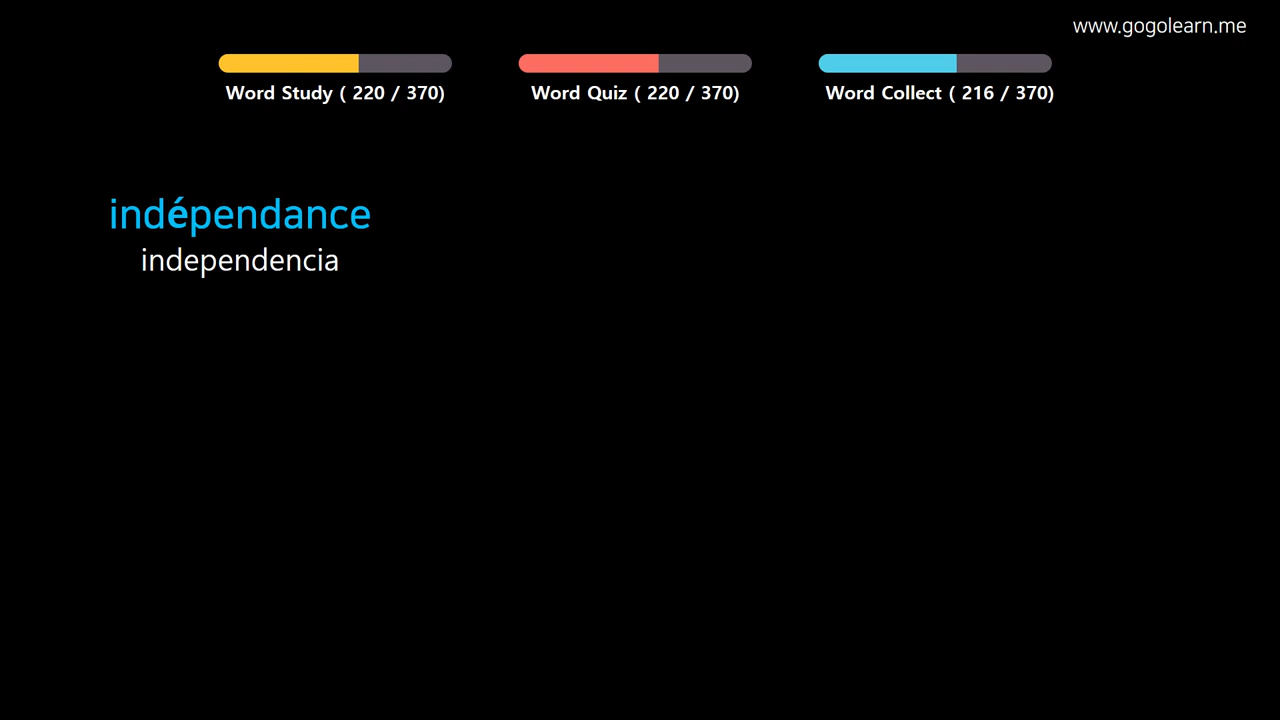 www.gogolearn.me
Word Study ( 220 / 370)
Word Quiz ( 220 / 370)
Word Collect ( 216 / 370)
indépendance
independencia